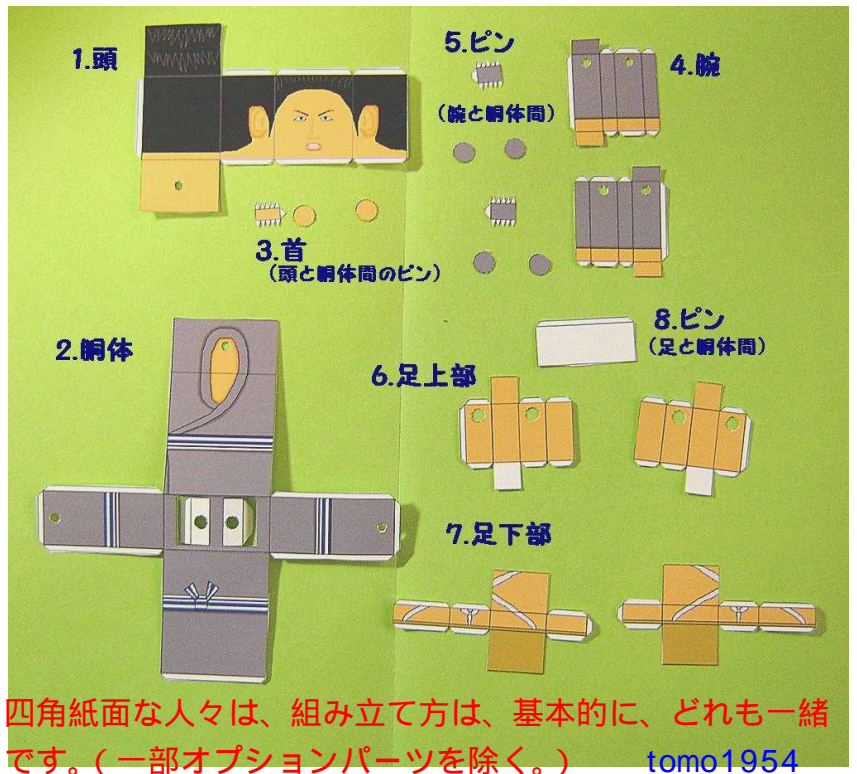 1.頭
5.ピン
(腕と胴体間)
4.腕
3.首
(頭と胴体間のピン)
2.胴体
8.ピン
(足と胴体間)
6.足上部
7.足下部
四角紙面な人々は、組み立て方は、基本的に、どれも一緒
です。(一部オプションパーツを除く。) tomo1954